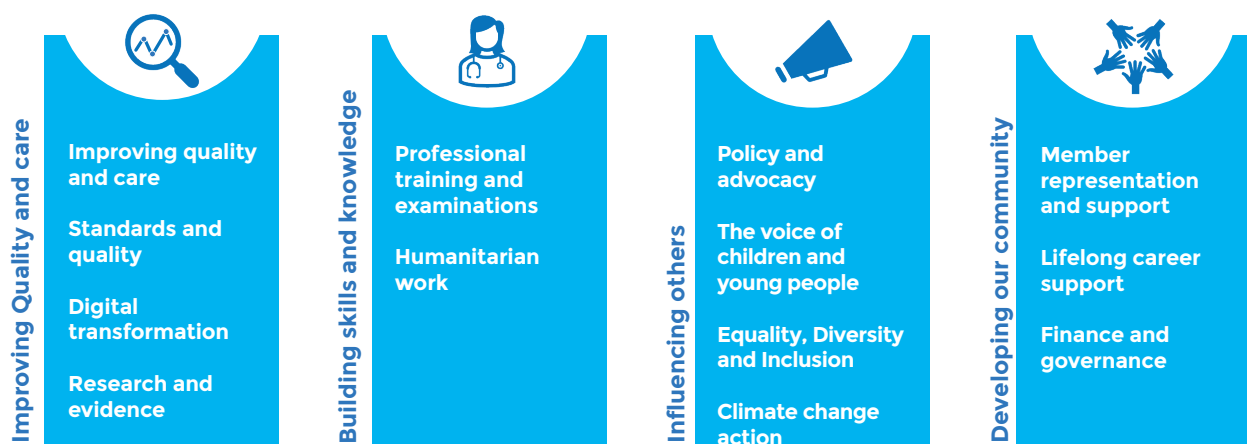 Improving Quality and care
Improving quality
and care
Standards and
quality
Digital
transformation
Research and
evidence
Building skills and knowledge
Professional
training and
examinations
Humanitarian
work
Influencing others
Policy and
advocacy
The voice of
children and
young people
Equality, Diversity
and Inclusion
Climate change
action
Developing our community
Member
representation
and support
Lifelong career
support
Finance and
governance